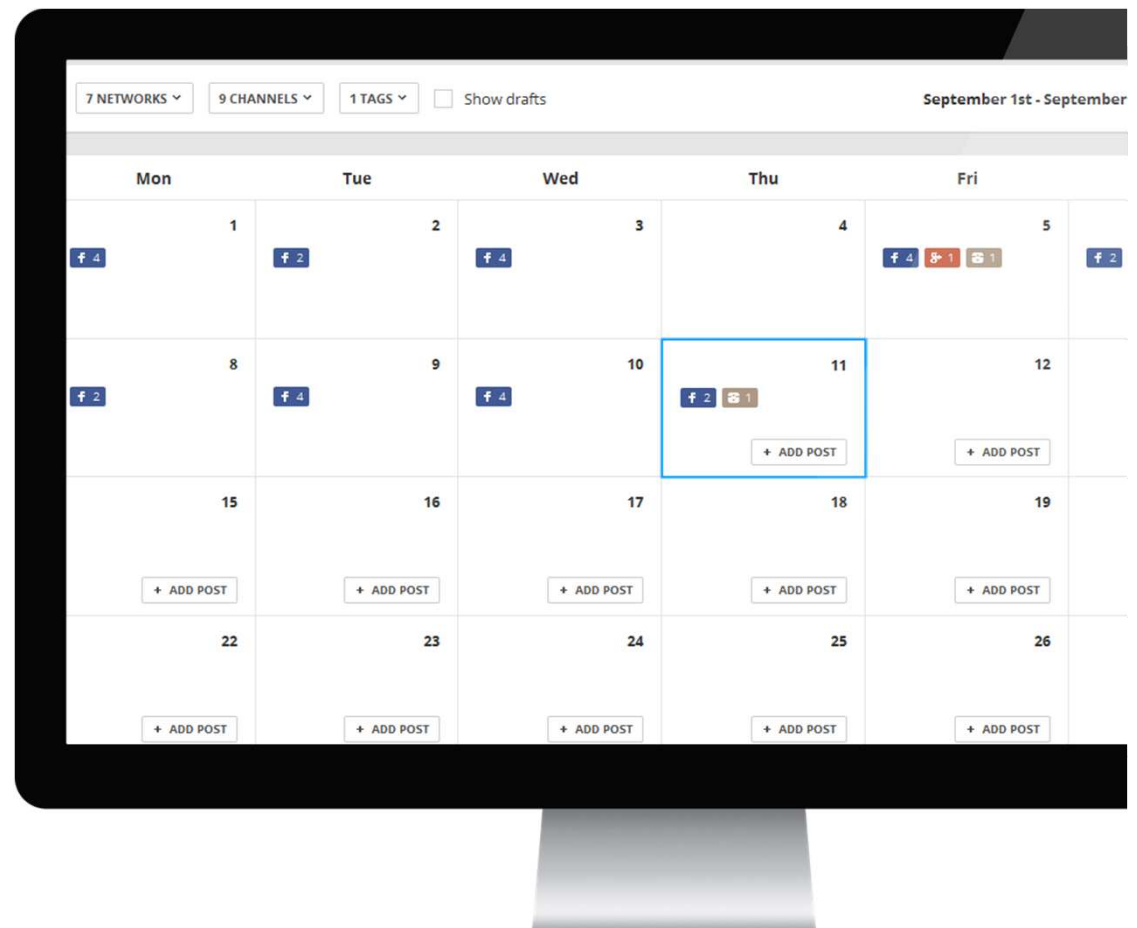 7 NETWORKS 9 CHANNELS 1 TAGS Show drafts September 1st - September
Mon Tue Wed Thu Fri
1 2 3 4 5
f 4 f 2 f 4 f 4 g+ 1 1 f 2
8 9 10 11 12
f 2 f 4 f 4 f 2 1
+ ADD POST + ADD POST
15 16 17 18 19
+ ADD POST + ADD POST + ADD POST + ADD POST + ADD POST
22 23 24 25 26
+ ADD POST + ADD POST + ADD POST + ADD POST + ADD POST